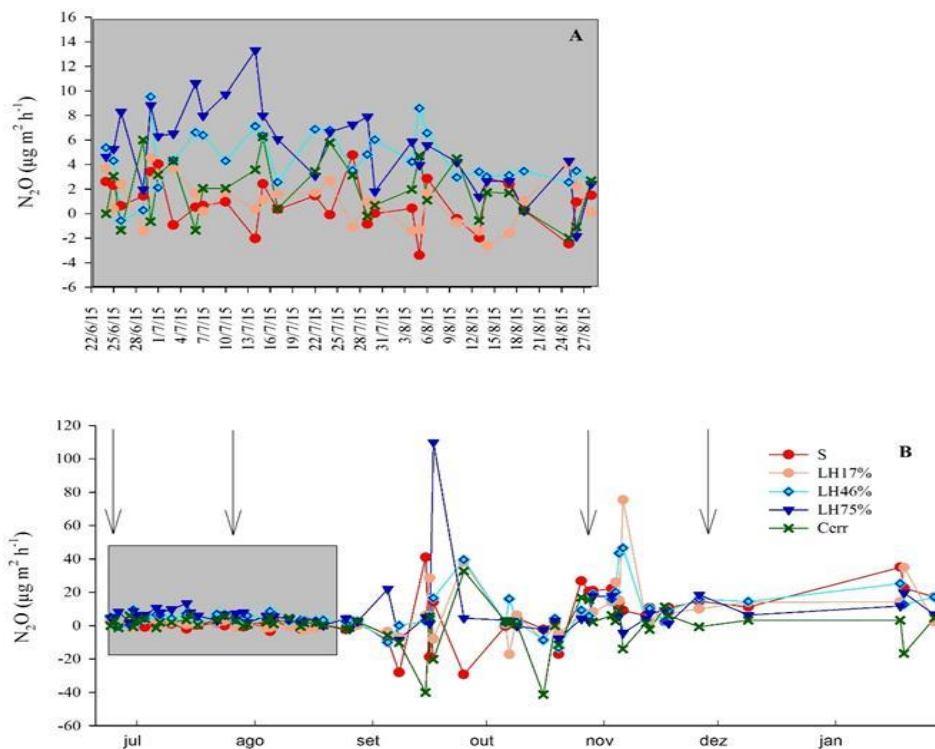 16
14
12
10
8
6
4
2
0
-2
-4
-6
N₂O (µg m² h⁻¹)
A
22/6/15
25/6/15
28/6/15
1/7/15
4/7/15
7/7/15
10/7/15
13/7/15
16/7/15
19/7/15
22/7/15
25/7/15
28/7/15
31/7/15
3/8/15
6/8/15
9/8/15
12/8/15
15/8/15
18/8/15
21/8/15
24/8/15
27/8/15
120
100
80
60
40
20
0
-20
-40
-60
N₂O (µg m² h⁻¹)
B
S
LH17%
LH46%
LH75%
Cerr
jul
ago
set
out
nov
dez
jan